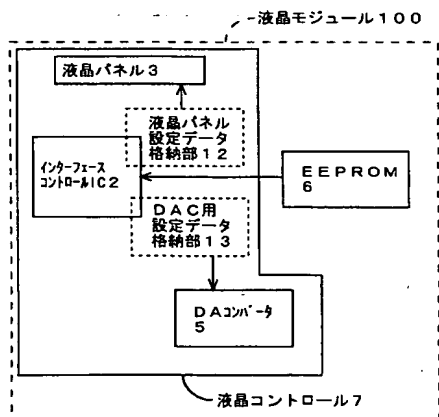 液晶モジュール100
液晶パネル3
液晶パネル
設定データ
格納部12
インターフェース
コントロールIC2
EEPROM
6
DAC用
設定データ
格納部13
DAコンバータ
5
液晶コントロール7